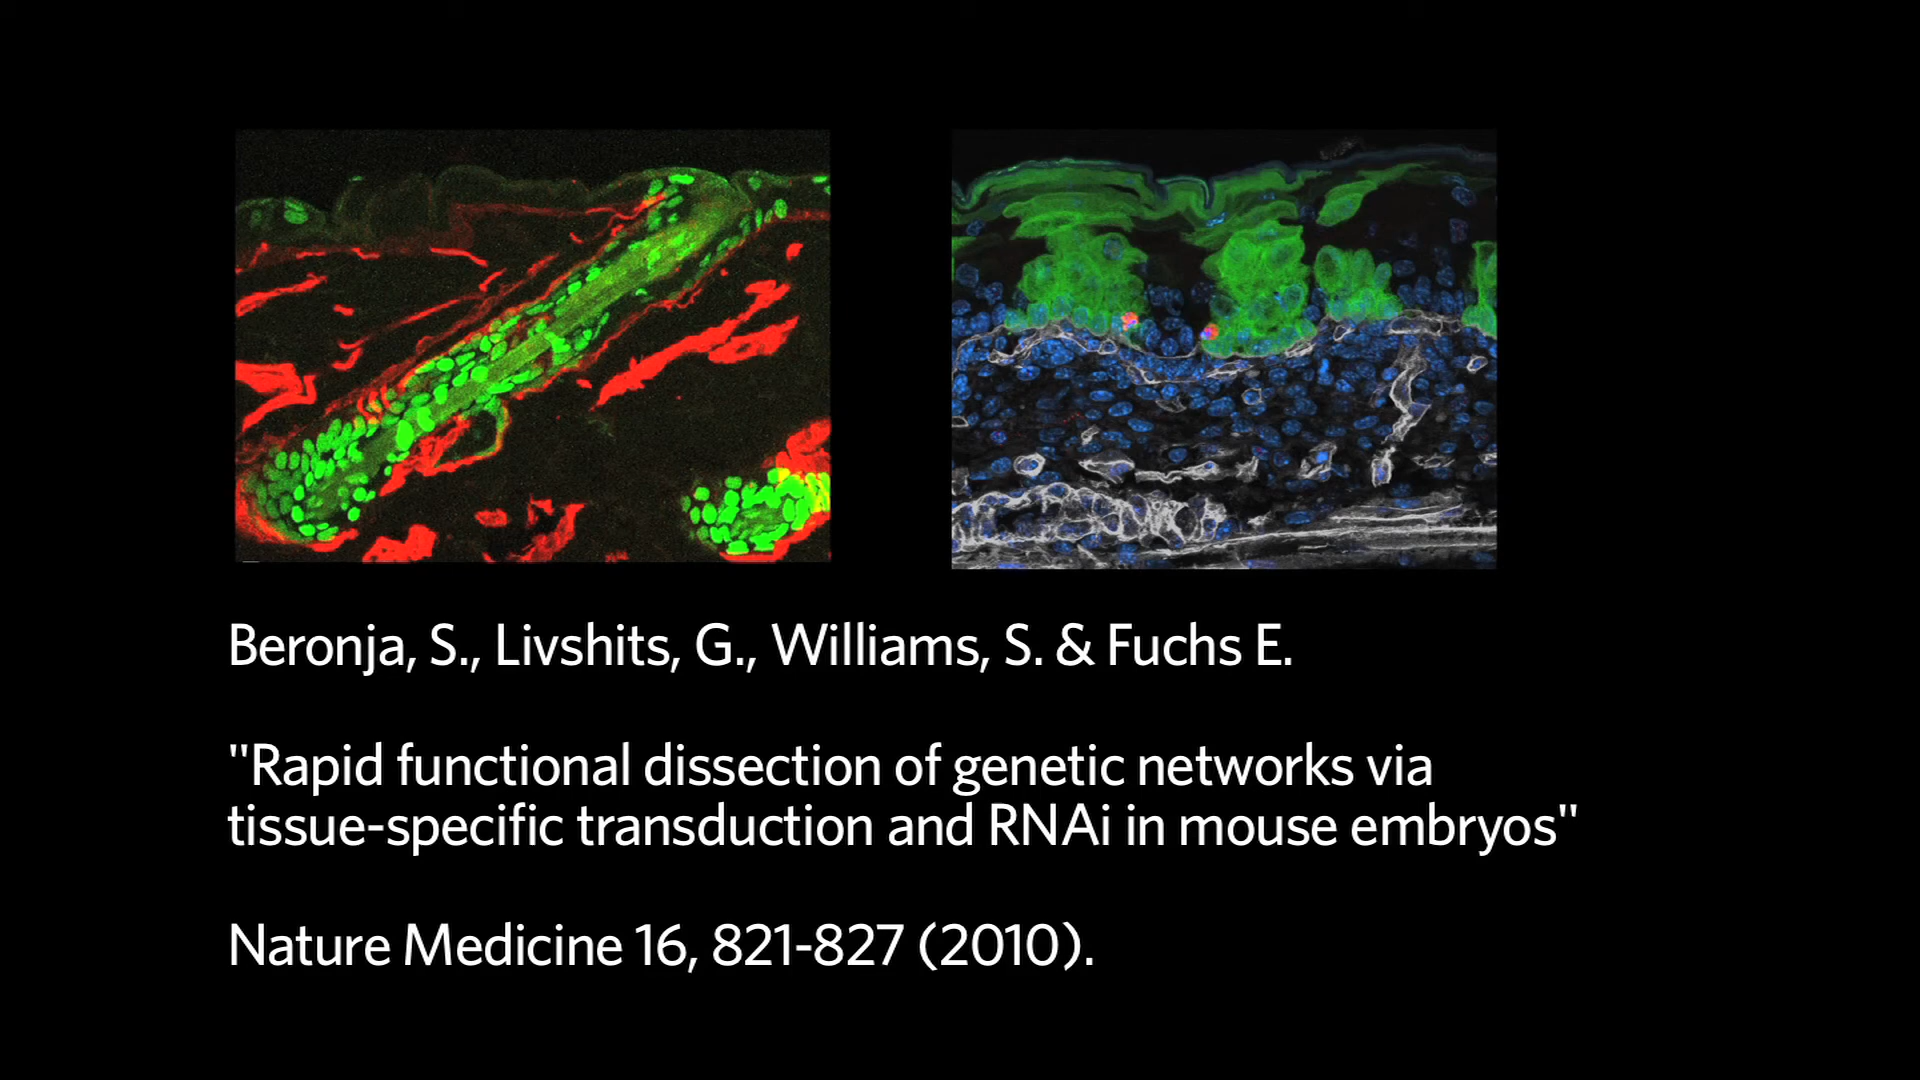 Beronja, S., Livshits, G., Williams, S. & Fuchs E.
"Rapid functional dissection of genetic networks via
tissue-specific transduction and RNAi in mouse embryos"
Nature Medicine 16, 821-827 (2010).